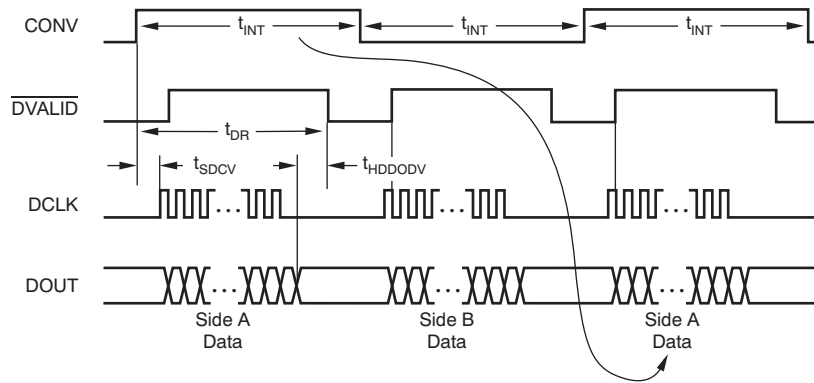 CONV
t_INT
t_INT
t_INT
DVALID
t_DR
t_SDCV
t_HDDODV
DCLK
...
...
...
DOUT
...
...
...
Side A
Data
Side B
Data
Side A
Data